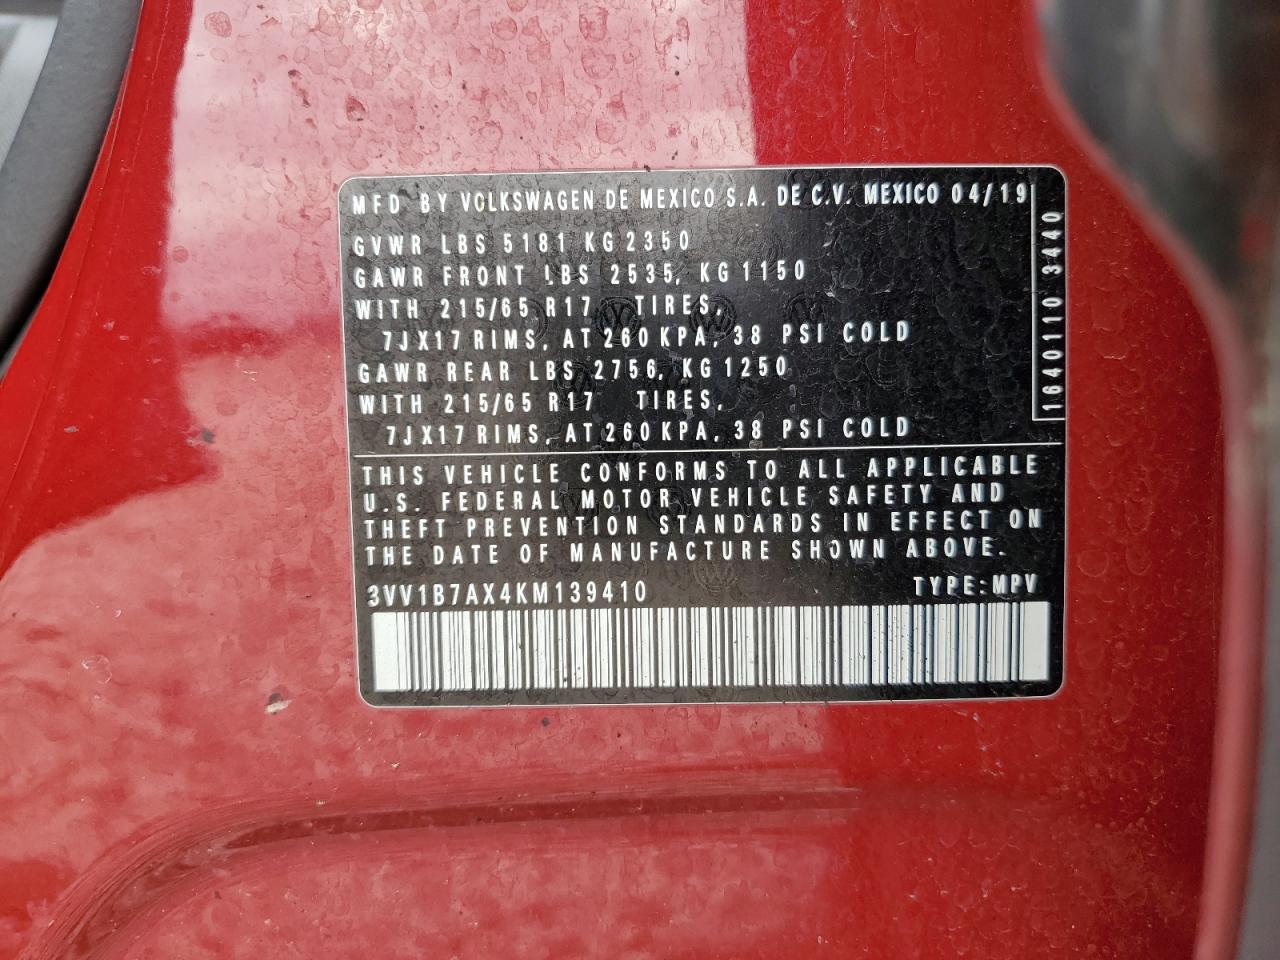 MFD BY VOLKSWAGEN DE MEXICO S.A. DE C.V. MEXICO 04/19
GVWR LBS 5181 KG 2350
GAWR FRONT LBS 2535, KG 1150
WITH 215/65 R17 TIRES,
7JX17 RIMS, AT 260 KPA, 38 PSI COLD
GAWR REAR LBS 2756, KG 1250
WITH 215/65 R17 TIRES,
7JX17 RIMS, AT 260 KPA, 38 PSI COLD
1640110 3440
THIS VEHICLE CONFORMS TO ALL APPLICABLE
U.S. FEDERAL MOTOR VEHICLE SAFETY AND
THEFT PREVENTION STANDARDS IN EFFECT ON
THE DATE OF MANUFACTURE SHOWN ABOVE.
3VV1B7AX4KM139410 TYPE:MPV